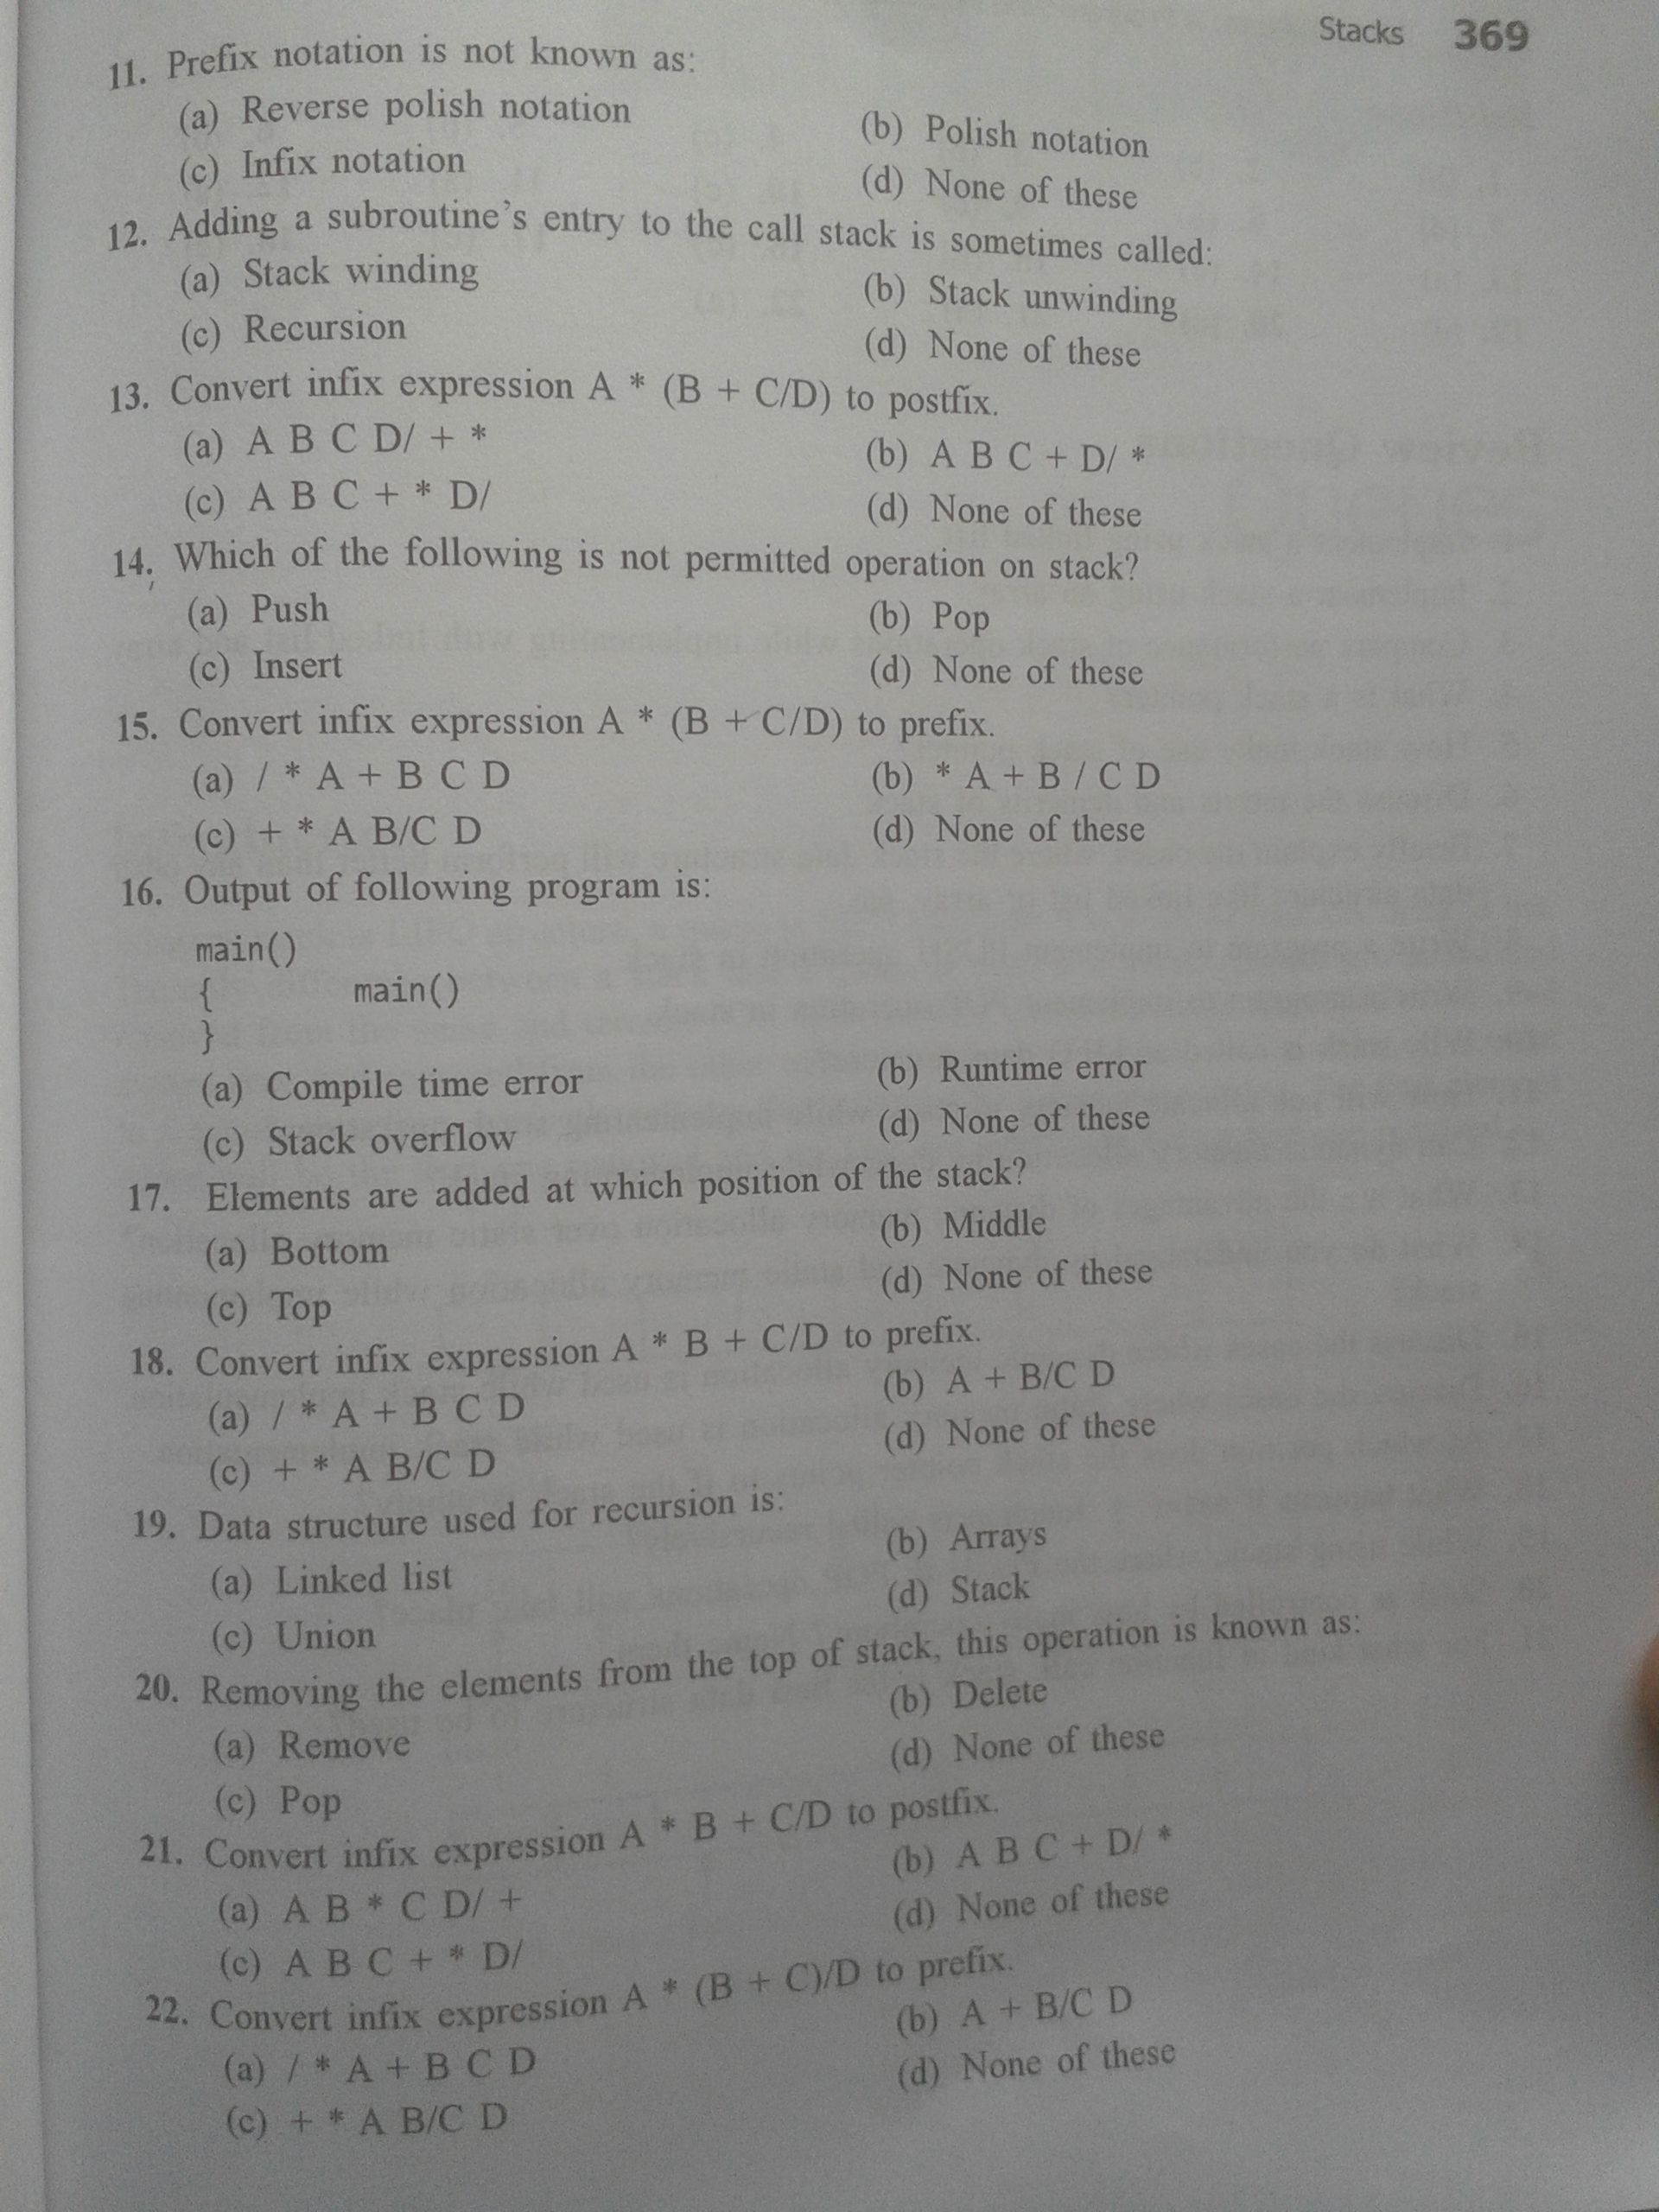 Stacks 369
11. Prefix notation is not known as:
(a) Reverse polish notation
(b) Polish notation
(c) Infix notation
(d) None of these
12. Adding a subroutine's entry to the call stack is sometimes called:
(a) Stack winding
(b) Stack unwinding
(c) Recursion
(d) None of these
13. Convert infix expression A * (B + C/D) to postfix.
(a) A B C D/ + *
(b) A B C + D/ *
(c) A B C + * D/
(d) None of these
14. Which of the following is not permitted operation on stack?
(a) Push
(b) Pop
(c) Insert
(d) None of these
15. Convert infix expression A * (B + C/D) to prefix.
(a) / * A + B C D
(b) * A + B / C D
(c) + * A B/C D
(d) None of these
16. Output of following program is:
main()
{ main()
}
(a) Compile time error
(b) Runtime error
(c) Stack overflow
(d) None of these
17. Elements are added at which position of the stack?
(a) Bottom
(b) Middle
(c) Top
(d) None of these
18. Convert infix expression A * B + C/D to prefix.
(a) / * A + B C D
(b) A + B/C D
(c) + * A B/C D
(d) None of these
19. Data structure used for recursion is:
(a) Linked list
(b) Arrays
(c) Union
(d) Stack
20. Removing the elements from the top of stack, this operation is known as:
(a) Remove
(b) Delete
(c) Pop
(d) None of these
21. Convert infix expression A * B + C/D to postfix.
(a) A B * C D/ +
(b) A B C + D/ *
(c) A B C + * D/
(d) None of these
22. Convert infix expression A * (B + C)/D to prefix.
(a) / * A + B C D
(b) A + B/C D
(c) + * A B/C D
(d) None of these